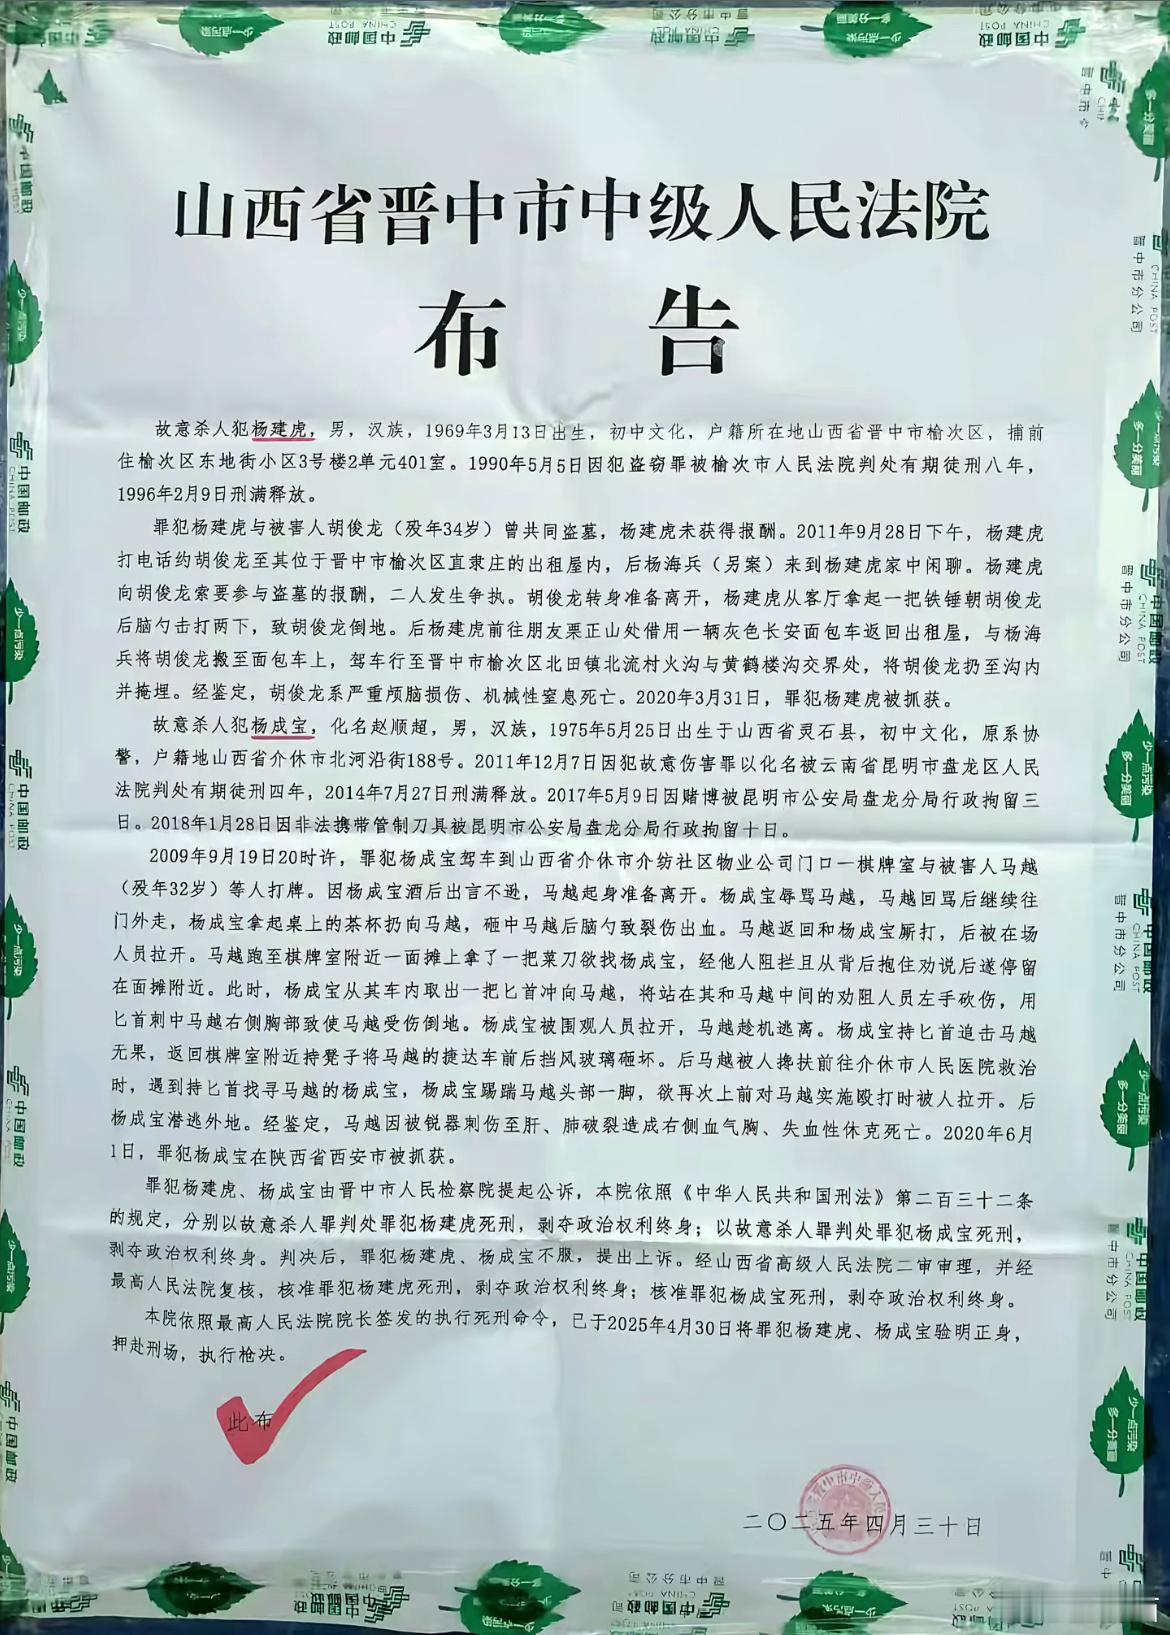 山西省晋中市中级人民法院
布 告
故意杀人犯杨建虎，男，汉族，1969年3月13日出生，初中文化，户籍所在地山西省晋中市榆次区，捕前
住榆次区东地街小区3号楼2单元401室。1990年5月5日因犯盗窃罪被榆次市人民法院判处有期徒刑八年，
1996年2月9日刑满释放。
罪犯杨建虎与被害人胡俊龙（殁年34岁）曾共同盗墓，杨建虎未获得报酬。2011年9月28日下午，杨建虎
打电话约胡俊龙至其位于晋中市榆次区直隶庄的出租屋内，后杨海兵（另案）来到杨建虎家中闲聊。杨建虎
向胡俊龙索要参与盗墓的报酬，二人发生争执。胡俊龙转身准备离开，杨建虎从客厅拿起一把铁锤朝胡俊龙
后脑勺击打两下，致胡俊龙倒地。后杨建虎前往朋友栗正山处借用一辆灰色长安面包车返回出租屋，与杨海
兵将胡俊龙搬至面包车上，驾车行至晋中市榆次区北田镇北流村火沟与黄鹤楼沟交界处，将胡俊龙扔至沟内
并掩埋。经鉴定，胡俊龙系严重颅脑损伤、机械性窒息死亡。2020年3月31日，罪犯杨建虎被抓获。
故意杀人犯杨成宝，化名赵顺超，男，汉族，1975年5月25日出生于山西省灵石县，初中文化，原系协
警，户籍地山西省介休市北河沿街188号。2011年12月7日因犯故意伤害罪以化名被云南省昆明市盘龙区人民
法院判处有期徒刑四年，2014年7月27日刑满释放。2017年5月9日因赌博被昆明市公安局盘龙分局行政拘留三
日。2018年1月28日因非法携带管制刀具被昆明市公安局盘龙分局行政拘留十日。
2009年9月19日20时许，罪犯杨成宝驾车到山西省介休市介纺社区物业公司门口一棋牌室与被害人马越
（殁年32岁）等人打牌。因杨成宝酒后出言不逊，马越起身准备离开。杨成宝辱骂马越，马越回骂后继续往
门外走，杨成宝拿起桌上的茶杯扔向马越，砸中马越后脑勺致裂伤出血。马越返回和杨成宝厮打，后被在场
人员拉开。马越跑至棋牌室附近一面摊上拿了一把菜刀欲找杨成宝，经他人阻拦且从背后抱住劝说后遂停留
在面摊附近。此时，杨成宝从其车内取出一把匕首冲向马越，将站在其和马越中间的劝阻人员左手砍伤，用
匕首刺中马越右侧胸部致使马越受伤倒地。杨成宝被围观人员拉开，马越趁机逃离。杨成宝持匕首追击马越
无果，返回棋牌室附近持凳子将马越的捷达车前后挡风玻璃砸坏。后马越被人搀扶前往介休市人民医院救治
时，遇到持匕首找寻马越的杨成宝，杨成宝踢踹马越头部一脚，欲再次上前对马越实施殴打时被人拉开。后
杨成宝潜逃外地。经鉴定，马越因被锐器刺伤至肝、肺破裂造成右侧血气胸、失血性休克死亡。2020年6月
1日，罪犯杨成宝在陕西省西安市被抓获。
罪犯杨建虎、杨成宝由晋中市人民检察院提起公诉，本院依照《中华人民共和国刑法》第二百三十二条
的规定，分别以故意杀人罪判处罪犯杨建虎死刑，剥夺政治权利终身；以故意杀人罪判处罪犯杨成宝死刑，
剥夺政治权利终身。判决后，罪犯杨建虎、杨成宝不服，提出上诉。经山西省高级人民法院二审审理，并经
最高人民法院复核，核准罪犯杨建虎死刑，剥夺政治权利终身；核准罪犯杨成宝死刑，剥夺政治权利终身。
本院依照最高人民法院院长签发的执行死刑命令，已于2025年4月30日将罪犯杨建虎、杨成宝验明正身，
押赴刑场，执行枪决。
此布
二〇二五年四月三十日
中国邮政
CHINA POST
晋中市分公司
少一点污染
多一分美丽